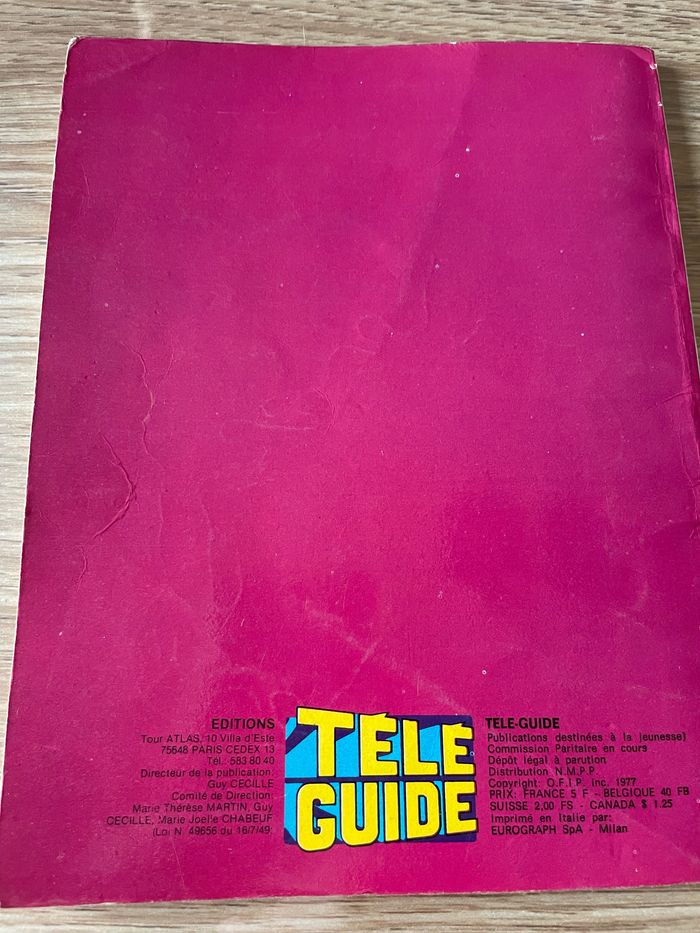 EDITIONS
Tour ATLAS, 10 Villa d'Este
75648 PARIS CEDEX 13
Tél. 583 80 40
Directeur de la publication:
Guy CECILLE
Comité de Direction:
Marie Thérèse MARTIN, Guy
CECILLE, Marie Joelle CHABEUF
(Loi N. 49656 du 16/7/49:
TÉLÉ
GUIDE
TELE-GUIDE
Publications destinées à la jeunesse)
Commission Paritaire en cours
Dépôt légal à parution
Distribution N.M.P.P.
Copyright: O.F.I.P. inc. 1977
PRIX: FRANCE 5 F - BELGIQUE 40 FB
SUISSE 2,00 FS - CANADA $ 1.25
Imprimé en Italie par:
EUROGRAPH SpA - Milan